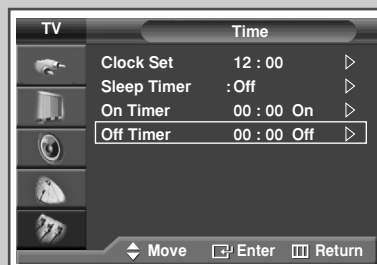 TV Time
Clock Set 12 : 00
Sleep Timer : Off
On Timer 00 : 00 On
Off Timer 00 : 00 Off
Move Enter Return